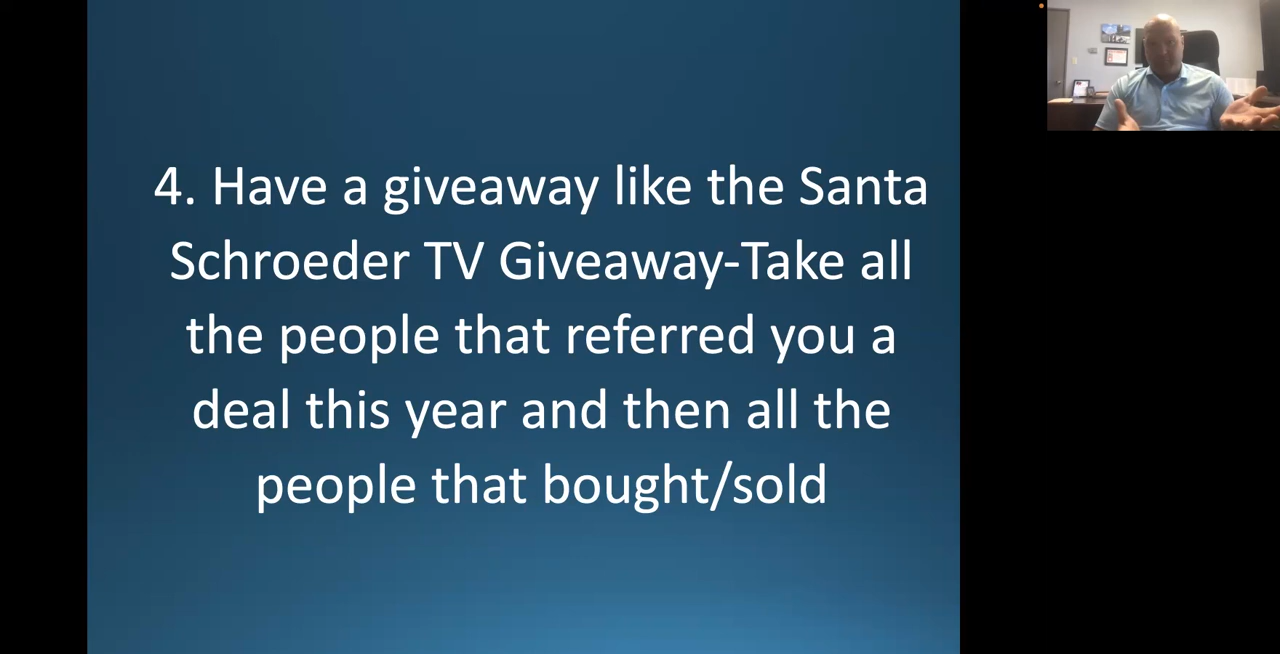 4. Have a giveaway like the Santa
Schroeder TV Giveaway-Take all
the people that referred you a
deal this year and then all the
people that bought/sold